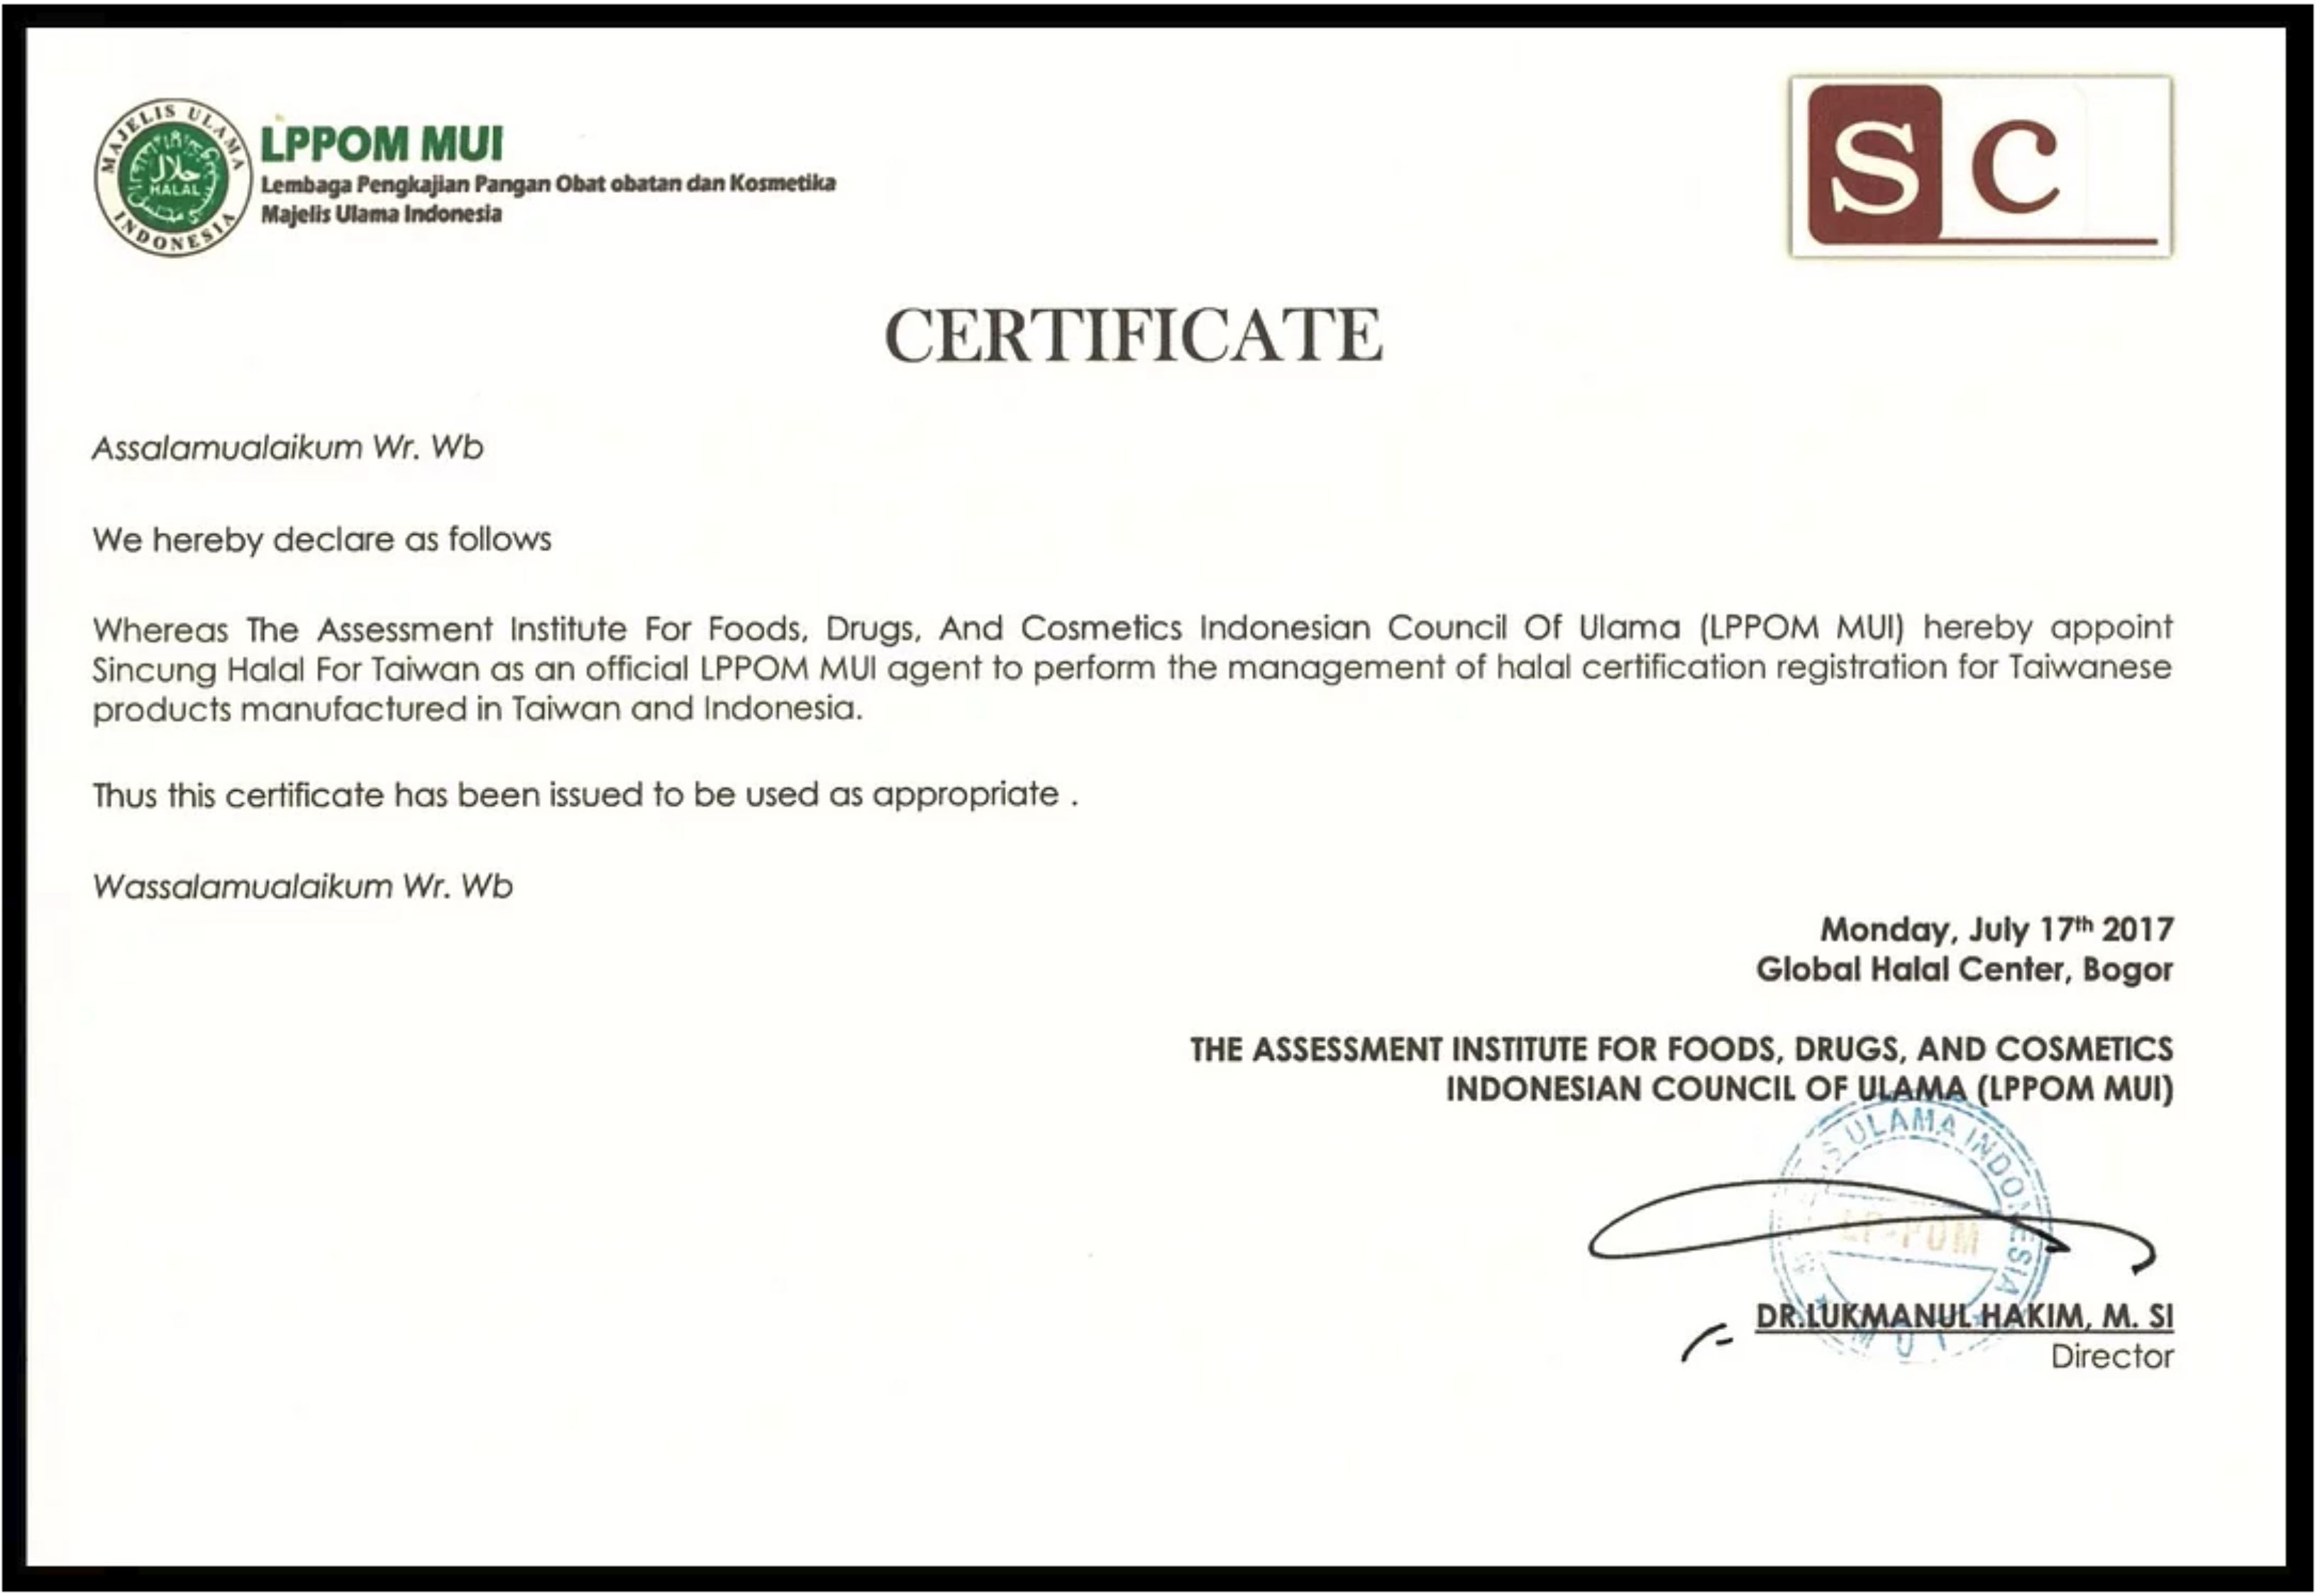 MAJELIS ULAMA
INDONESIA
حلال
HALAL
LPPOM MUI
Lembaga Pengkajian Pangan Obat obatan dan Kosmetika
Majelis Ulama Indonesia
SC
CERTIFICATE
Assalamualaikum Wr. Wb
We hereby declare as follows
Whereas The Assessment Institute For Foods, Drugs, And Cosmetics Indonesian Council Of Ulama (LPPOM MUI) hereby appoint
Sincung Halal For Taiwan as an official LPPOM MUI agent to perform the management of halal certification registration for Taiwanese
products manufactured in Taiwan and Indonesia.
Thus this certificate has been issued to be used as appropriate .
Wassalamualaikum Wr. Wb
Monday, July 17th 2017
Global Halal Center, Bogor
THE ASSESSMENT INSTITUTE FOR FOODS, DRUGS, AND COSMETICS
INDONESIAN COUNCIL OF ULAMA (LPPOM MUI)
ULAMA INDONESIA
LP-POM
DR.LUKMANUL HAKIM, M. SI
Director